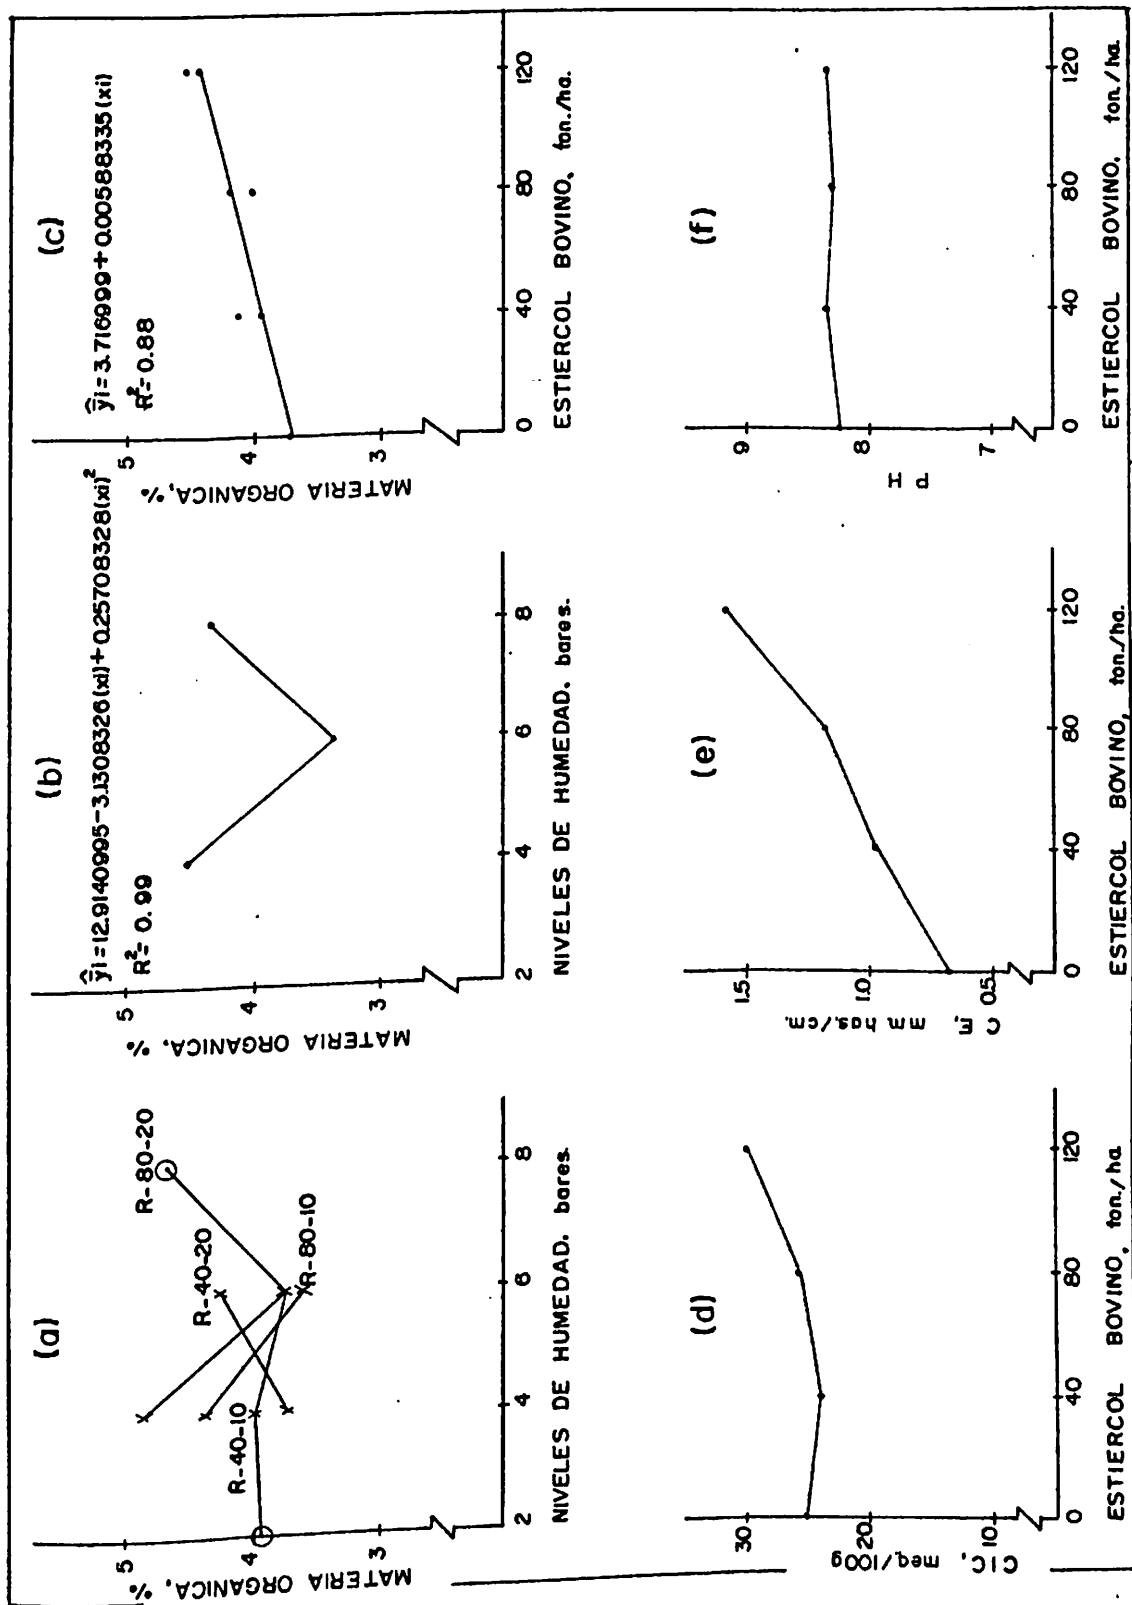 (a)
MATERIA ORGANICA, %
5
4
3
R-80-20
R-40-20
R-80-10
R-40-10
2
4
6
8
NIVELES DE HUMEDAD. bares.
(b)
ŷi=12.9140995-3.1308326(xi)+0.25708328(xi)²
R²=0.99
MATERIA ORGANICA, %
5
4
3
2
4
6
8
NIVELES DE HUMEDAD. bares.
(c)
ŷi=3.716999+0.00588335(xi)
R²=0.88
MATERIA ORGANICA, %
5
4
3
0
40
80
120
ESTIERCOL BOVINO, ton./ha.
(d)
CIC, meq./100g
30
20
10
0
40
80
120
ESTIERCOL BOVINO, ton./ha.
(e)
C E, mm has/cm.
1.5
1.0
0.5
0
40
80
120
ESTIERCOL BOVINO, ton./ha.
(f)
P H
9
8
7
0
40
80
120
ESTIERCOL BOVINO, ton./ha.